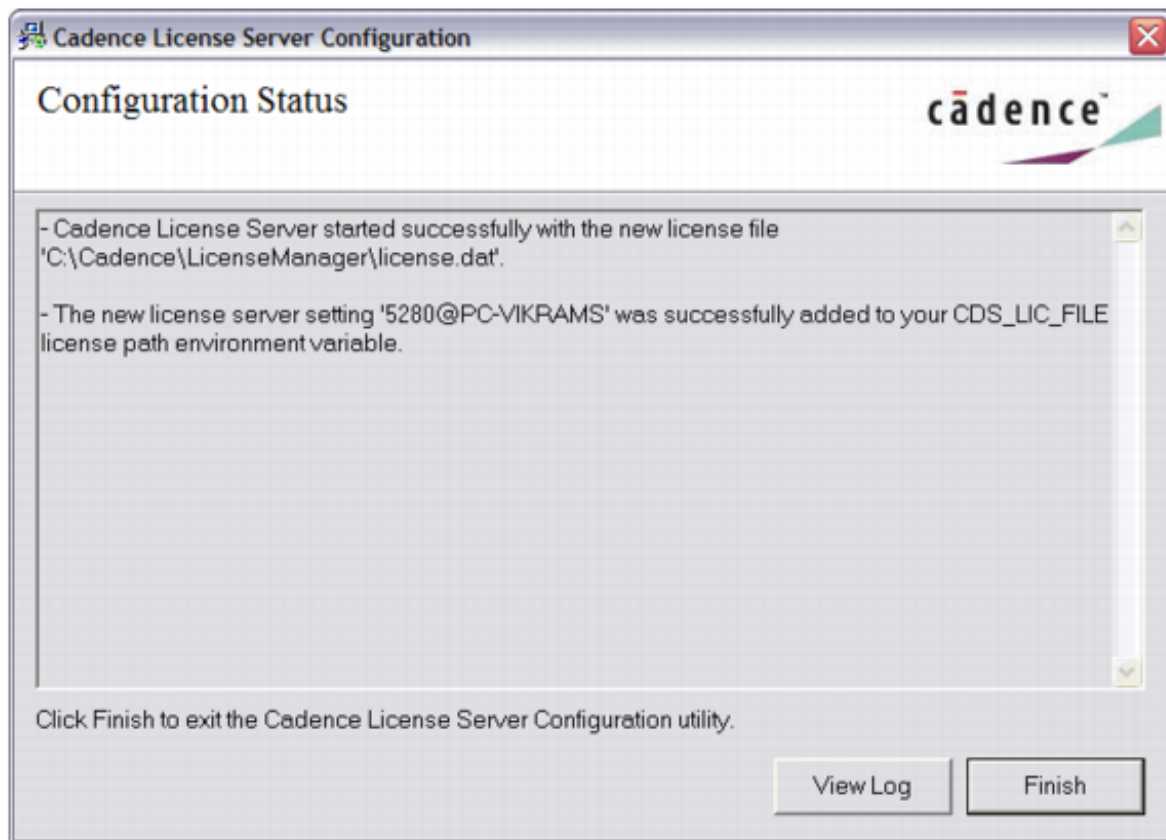 Cadence License Server Configuration
Configuration Status
cādence™
- Cadence License Server started successfully with the new license file
'C:\Cadence\LicenseManager\license.dat'.
- The new license server setting '5280@PC-VIKRAMS' was successfully added to your CDS_LIC_FILE
license path environment variable.
Click Finish to exit the Cadence License Server Configuration utility.
View Log
Finish